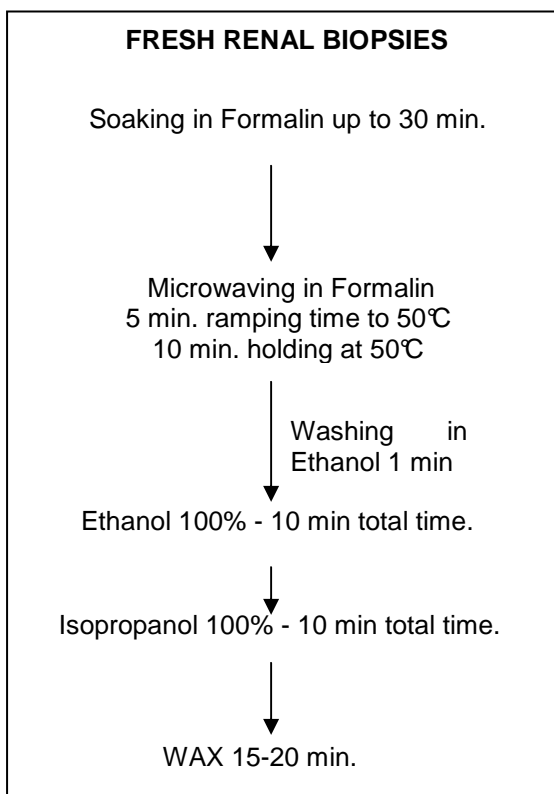 FRESH RENAL BIOPSIES
Soaking in Formalin up to 30 min.
Microwaving in Formalin
5 min. ramping time to 50℃
10 min. holding at 50℃
Washing in
Ethanol 1 min
Ethanol 100% - 10 min total time.
Isopropanol 100% - 10 min total time.
WAX 15-20 min.